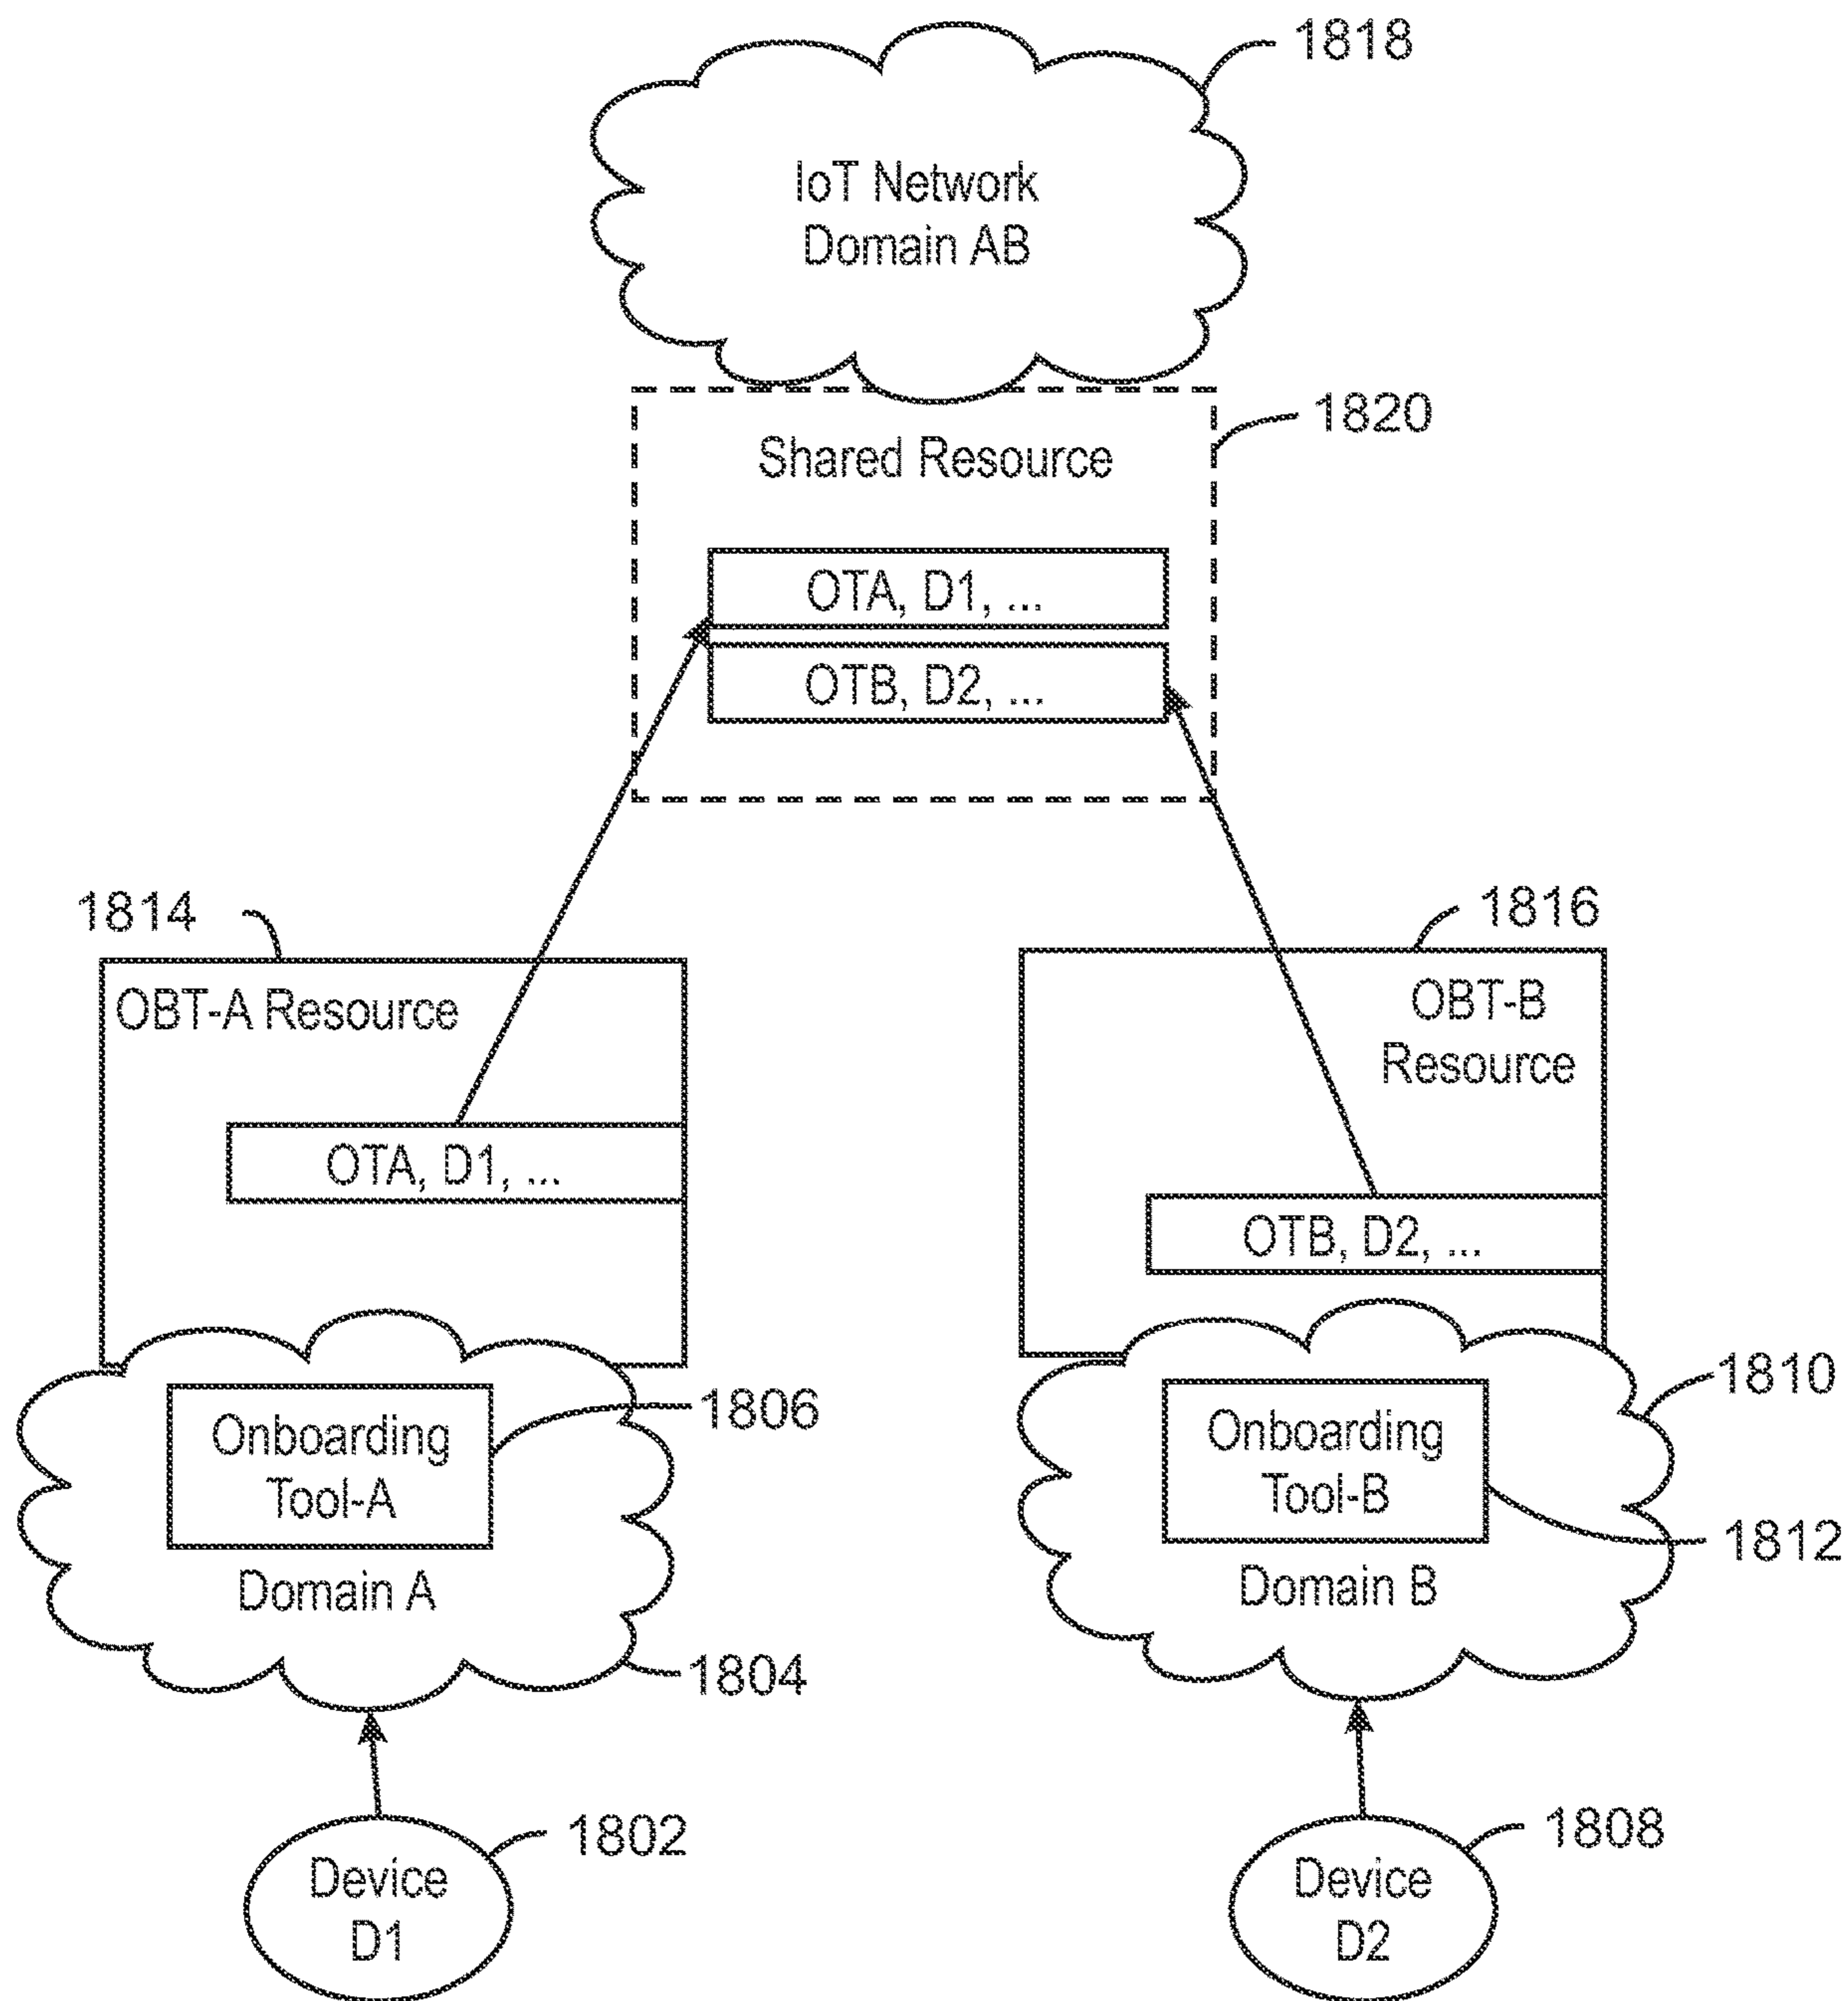 1818
IoT Network
Domain AB
1820
Shared Resource
OTA, D1, ...
OTB, D2, ...
1814
1816
OBT-A Resource
OBT-B
Resource
OTA, D1, ...
OTB, D2, ...
1810
1806
Onboarding
Tool-A
Onboarding
Tool-B
1812
Domain A
Domain B
1804
1802
1808
Device
D1
Device
D2